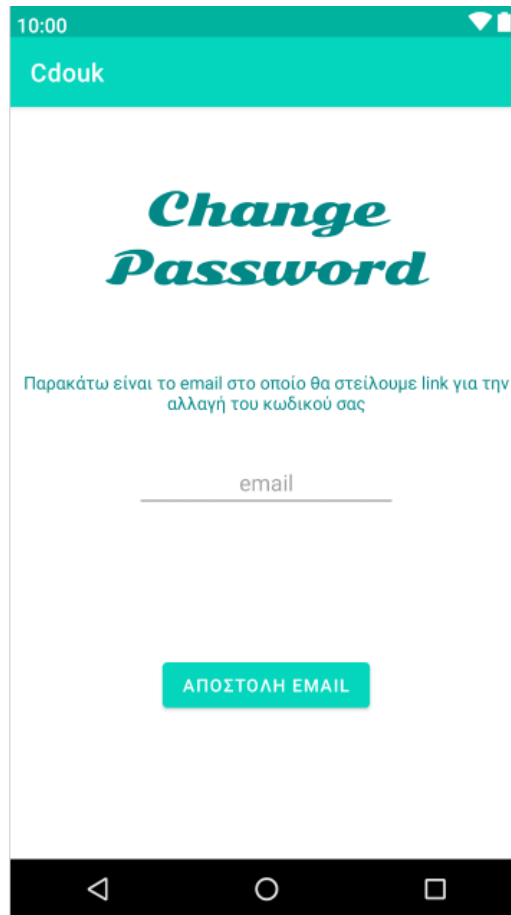 10:00
Cdouk
Change
Password
Παρακάτω είναι το email στο οποίο θα στείλουμε link για την
αλλαγή του κωδικού σας
email
ΑΠΟΣΤΟΛΗ EMAIL